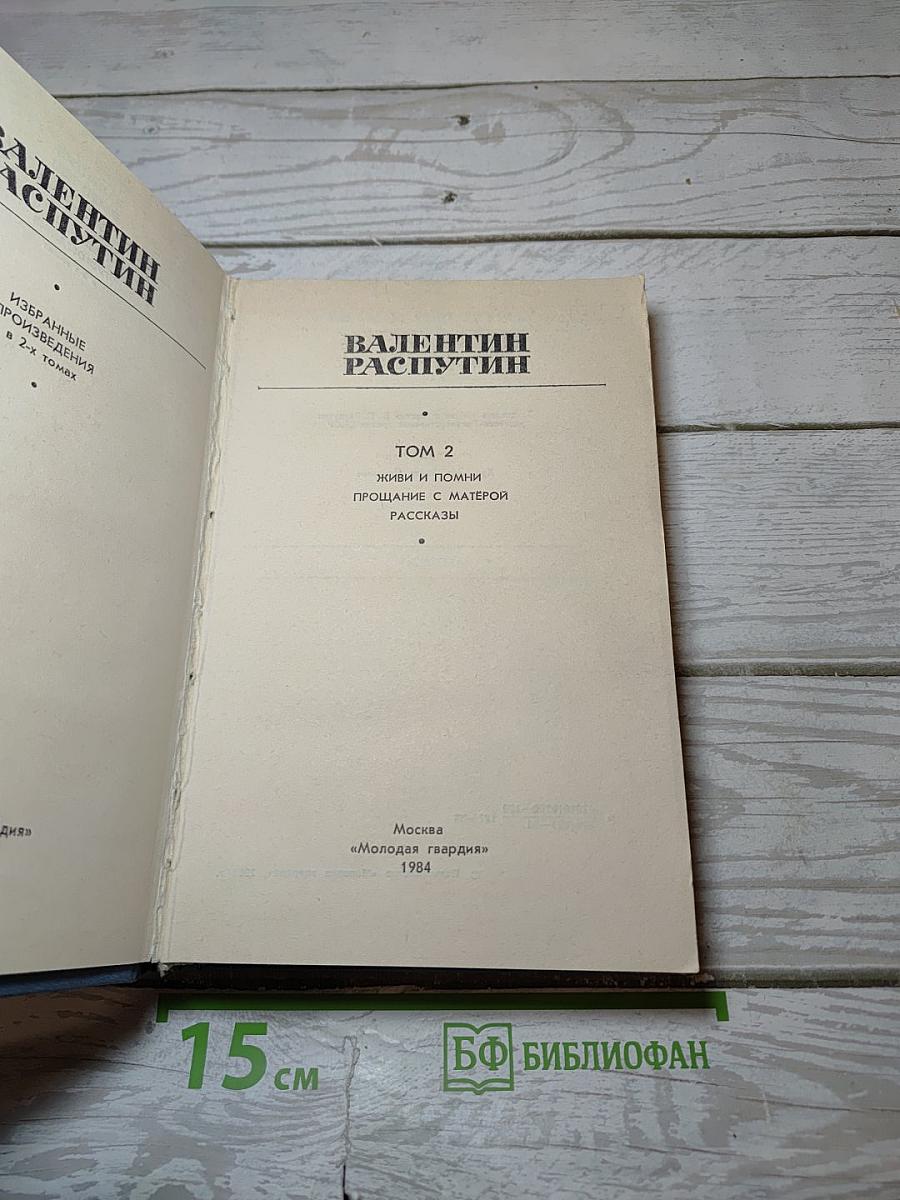 ВАЛЕНТИН
РАСПУТИН
•
ИЗБРАННЫЕ
ПРОИЗВЕДЕНИЯ
в 2-х томах
•
ВАЛЕНТИН
РАСПУТИН
•
ТОМ 2
ЖИВИ И ПОМНИ
ПРОЩАНИЕ С МАТЁРОЙ
РАССКАЗЫ
•
Москва
«Молодая гвардия»
1984
15 см
БФ БИБЛИОФАН